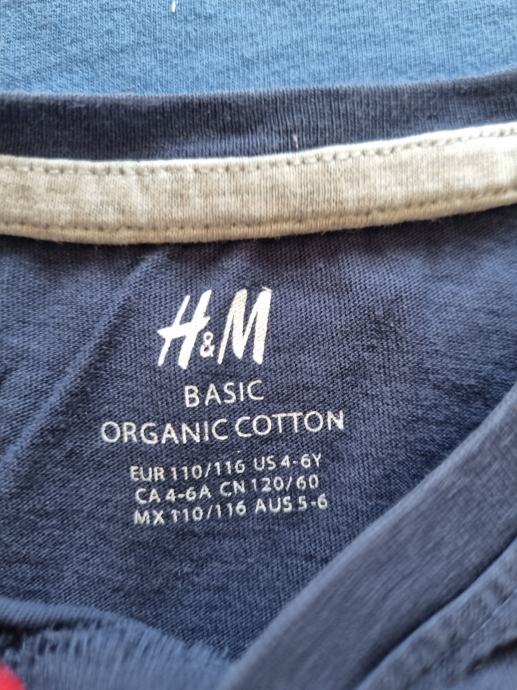 H&M
BASIC
ORGANIC COTTON
EUR 110/116 US 4-6Y
CA 4-6A CN 120/60
MX 110/116 AUS 5-6